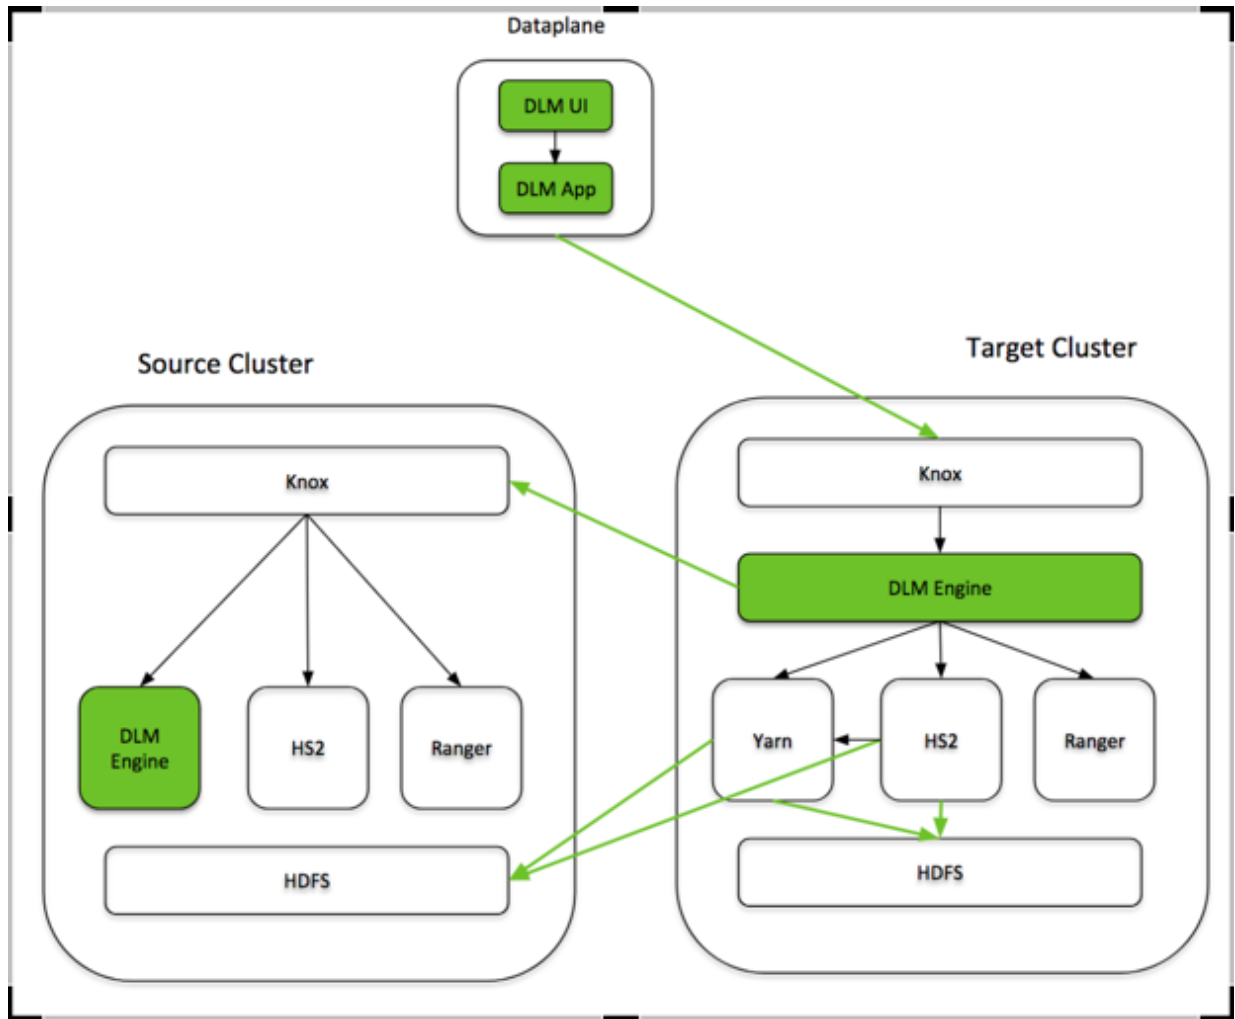 Dataplane
DLM UI
DLM App
Source Cluster
Knox
DLM
Engine
HS2
Ranger
HDFS
Target Cluster
Knox
DLM Engine
Yarn
HS2
Ranger
HDFS